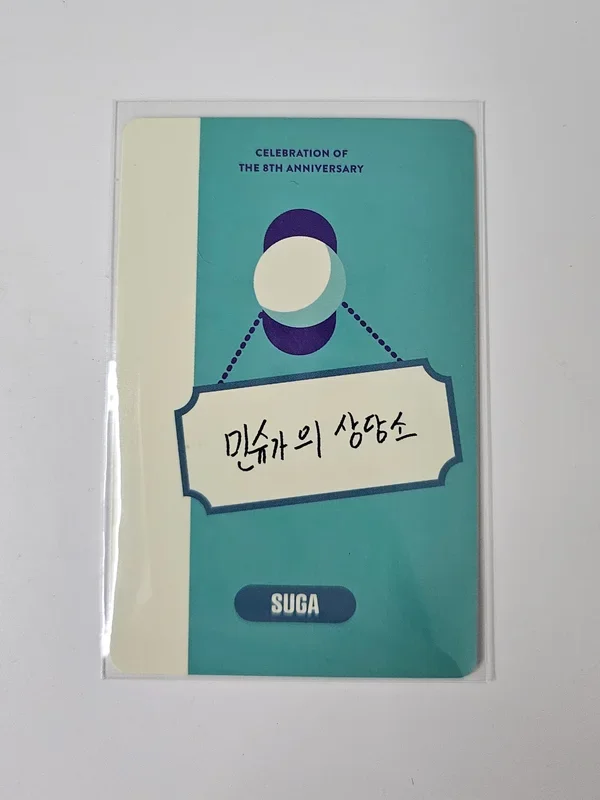 CELEBRATION OF
THE 8TH ANNIVERSARY
민슈가의 상담소
SUGA